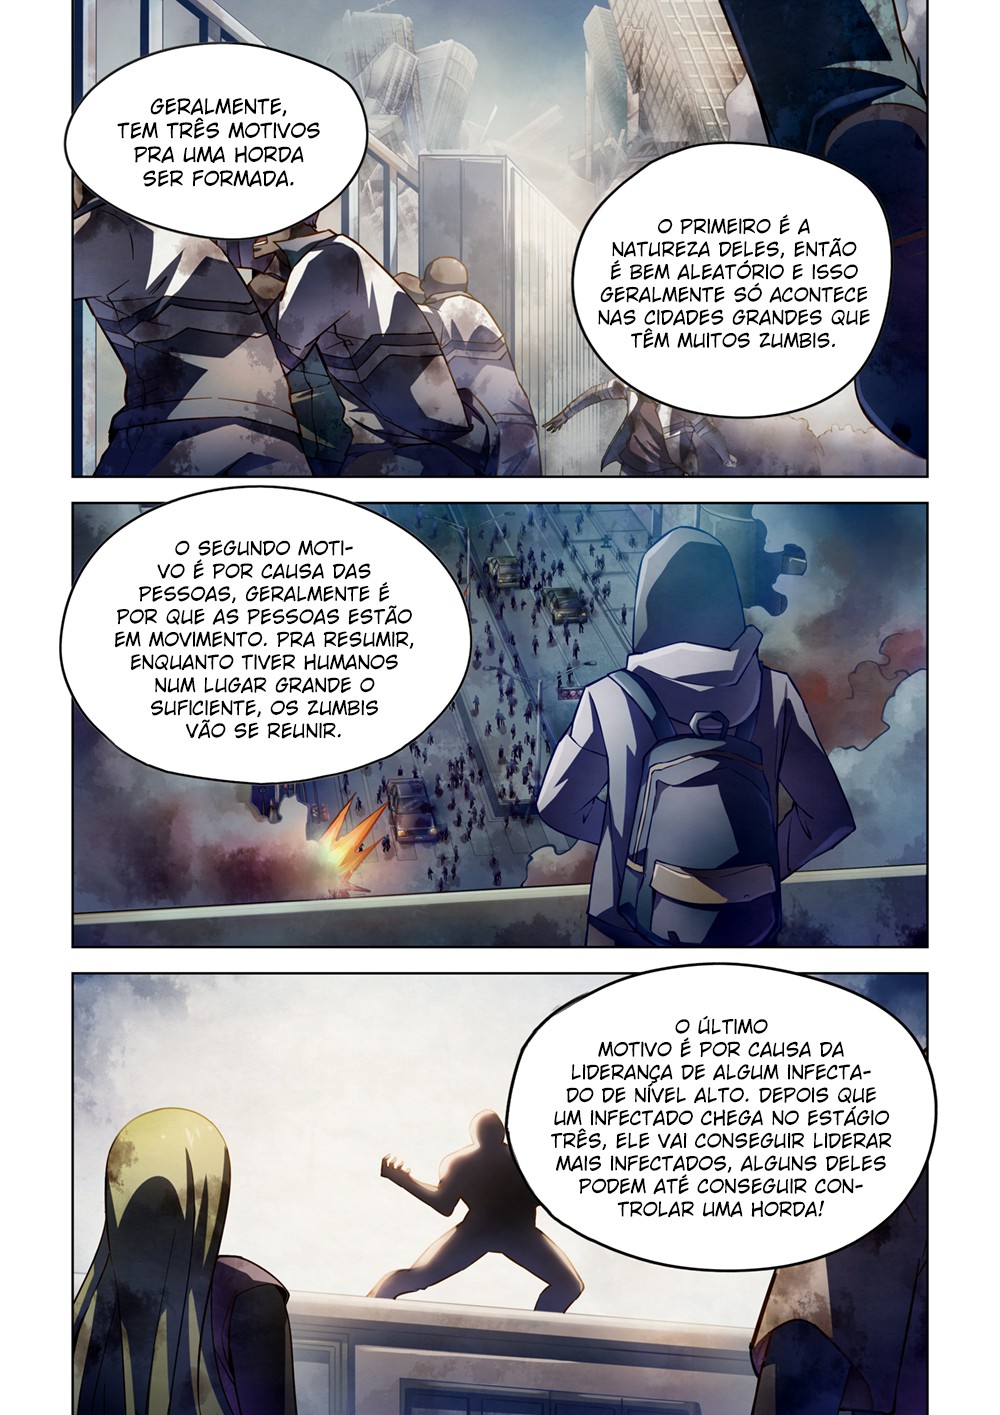 GERALMENTE,
TEM TRÊS MOTIVOS
PRA UMA HORDA
SER FORMADA.
O PRIMEIRO É A
NATUREZA DELES, ENTÃO
É BEM ALEATÓRIO E ISSO
GERALMENTE SÓ ACONTECE
NAS CIDADES GRANDES QUE
TÊM MUITOS ZUMBIS.
O SEGUNDO MOTI-
VO É POR CAUSA DAS
PESSOAS, GERALMENTE É
POR QUE AS PESSOAS ESTÃO
EM MOVIMENTO. PRA RESUMIR,
ENQUANTO TIVER HUMANOS
NUM LUGAR GRANDE O
SUFICIENTE, OS ZUMBIS
VÃO SE REUNIR.
O ÚLTIMO
MOTIVO É POR CAUSA DA
LIDERANÇA DE ALGUM INFECTA-
DO DE NÍVEL ALTO. DEPOIS QUE
UM INFECTADO CHEGA NO ESTÁGIO
TRÊS, ELE VAI CONSEGUIR LIDERAR
MAIS INFECTADOS, ALGUNS DELES
PODEM ATÉ CONSEGUIR CON-
TROLAR UMA HORDA!